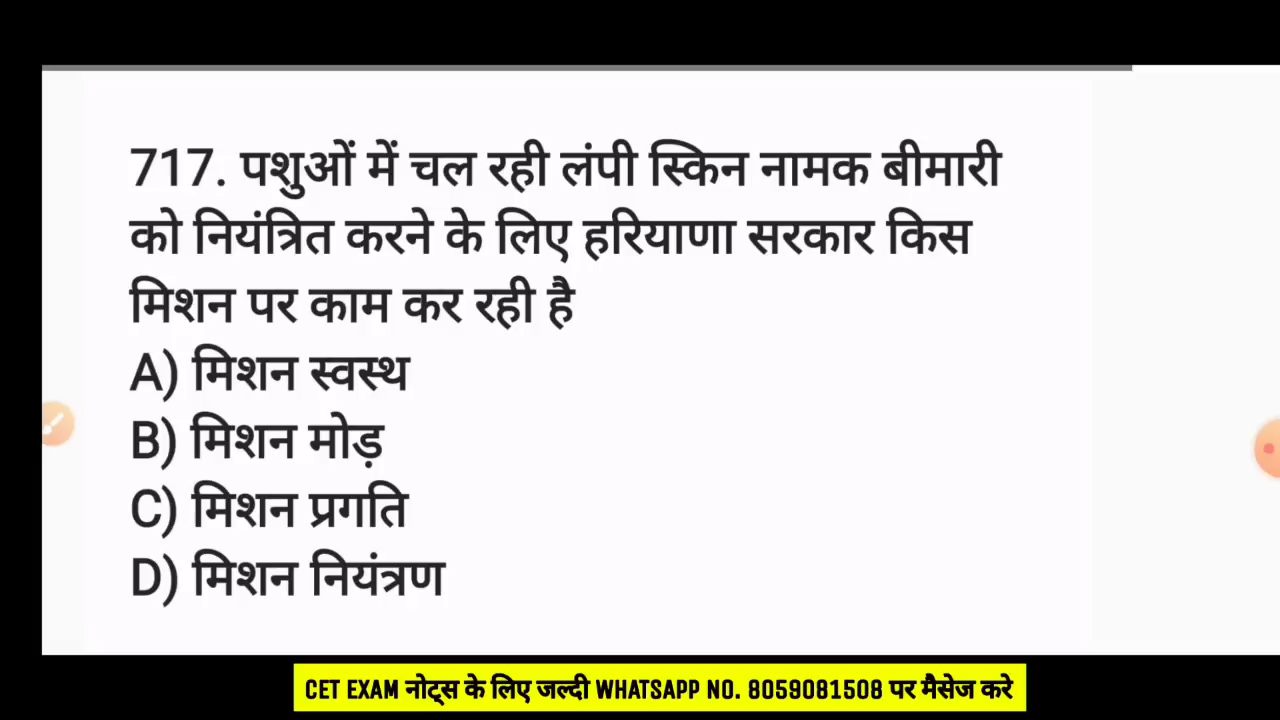 717. पशुओं में चल रही लंपी स्किन नामक बीमारी
को नियंत्रित करने के लिए हरियाणा सरकार किस
मिशन पर काम कर रही है
A) मिशन स्वस्थ
B) मिशन मोड़
C) मिशन प्रगति
D) मिशन नियंत्रण
CET EXAM नोट्स के लिए जल्दी WHATSAPP NO. 8059081508 पर मैसेज करे